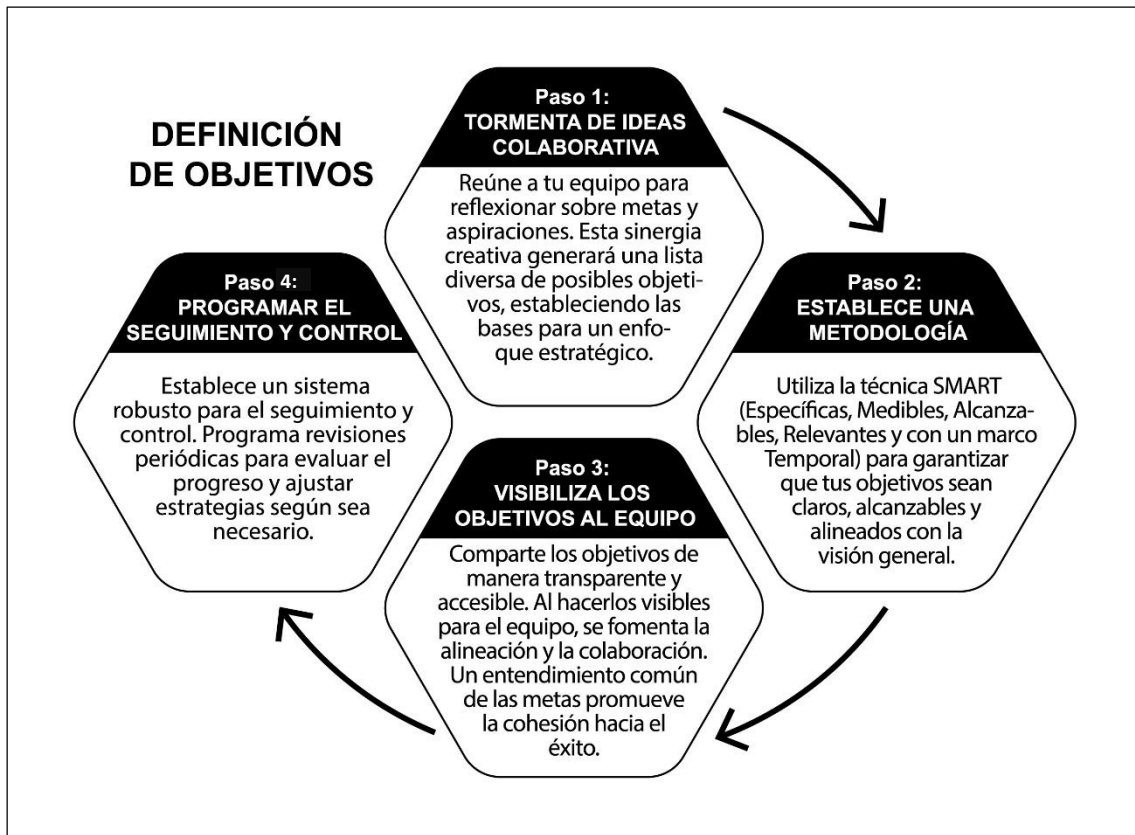 DEFINICIÓN
DE OBJETIVOS
Paso 1:
TORMENTA DE IDEAS
COLABORATIVA
Reúne a tu equipo para
reflexionar sobre metas y
aspiraciones. Esta sinergia
creativa generará una lista
diversa de posibles objeti-
vos, estableciendo las
bases para un enfo-
que estratégico.
Paso 2:
ESTABLECE UNA
METODOLOGÍA
Utiliza la técnica SMART
(Específicas, Medibles, Alcanza-
bles, Relevantes y con un marco
Temporal) para garantizar
que tus objetivos sean
claros, alcanzables y
alineados con la
visión general.
Paso 3:
VISIBILIZA LOS
OBJETIVOS AL EQUIPO
Comparte los objetivos de
manera transparente y
accesible. Al hacerlos visibles
para el equipo, se fomenta la
alineación y la colaboración.
Un entendimiento común
de las metas promueve
la cohesión hacia el
éxito.
Paso 4:
PROGRAMAR EL
SEGUIMIENTO Y CONTROL
Establece un sistema
robusto para el seguimiento y
control. Programa revisiones
periódicas para evaluar el
progreso y ajustar
estrategias según sea
necesario.